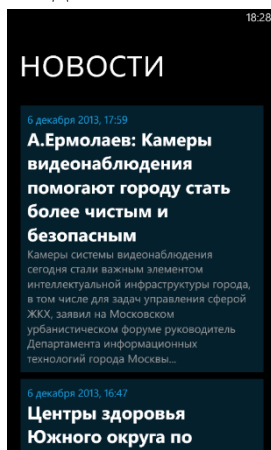 18:28
НОВОСТИ
6 декабря 2013, 17:59
А.Ермолаев: Камеры
видеонаблюдения
помогают городу стать
более чистым и
безопасным
Камеры системы видеонаблюдения
сегодня стали важным элементом
интеллектуальной инфраструктуры города,
в том числе для задач управления сферой
ЖКХ, заявил на Московском
урбанистическом форуме руководитель
Департамента информационных
технологий города Москвы...
6 декабря 2013, 16:47
Центры здоровья
Южного округа по